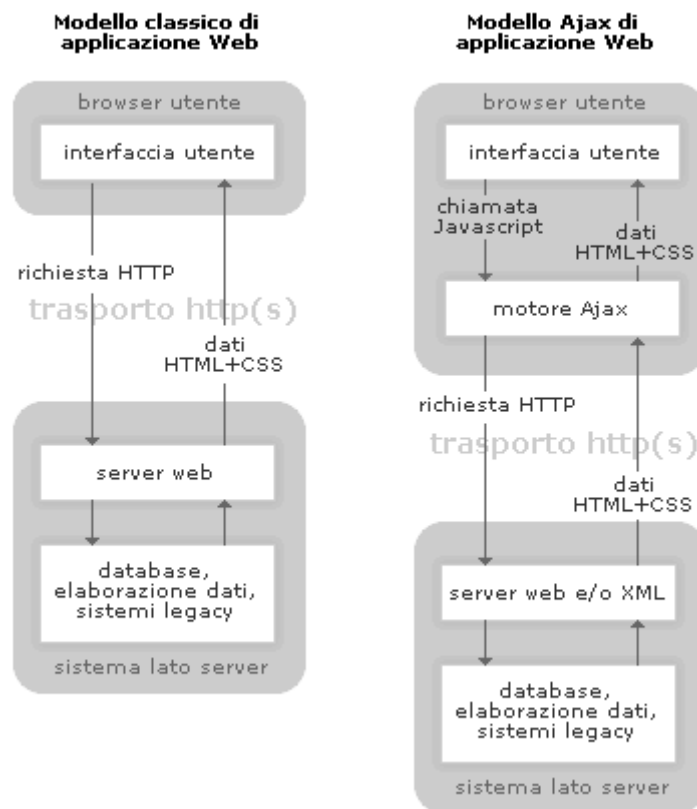 Modello classico di
applicazione Web
browser utente
interfaccia utente
richiesta HTTP
trasporto http(s)
dati
HTML+CSS
server web
database,
elaborazione dati,
sistemi legacy
sistema lato server
Modello Ajax di
applicazione Web
browser utente
interfaccia utente
chiamata
Javascript
dati
HTML+CSS
motore Ajax
richiesta HTTP
trasporto http(s)
dati
HTML+CSS
server web e/o XML
database,
elaborazione dati,
sistemi legacy
sistema lato server